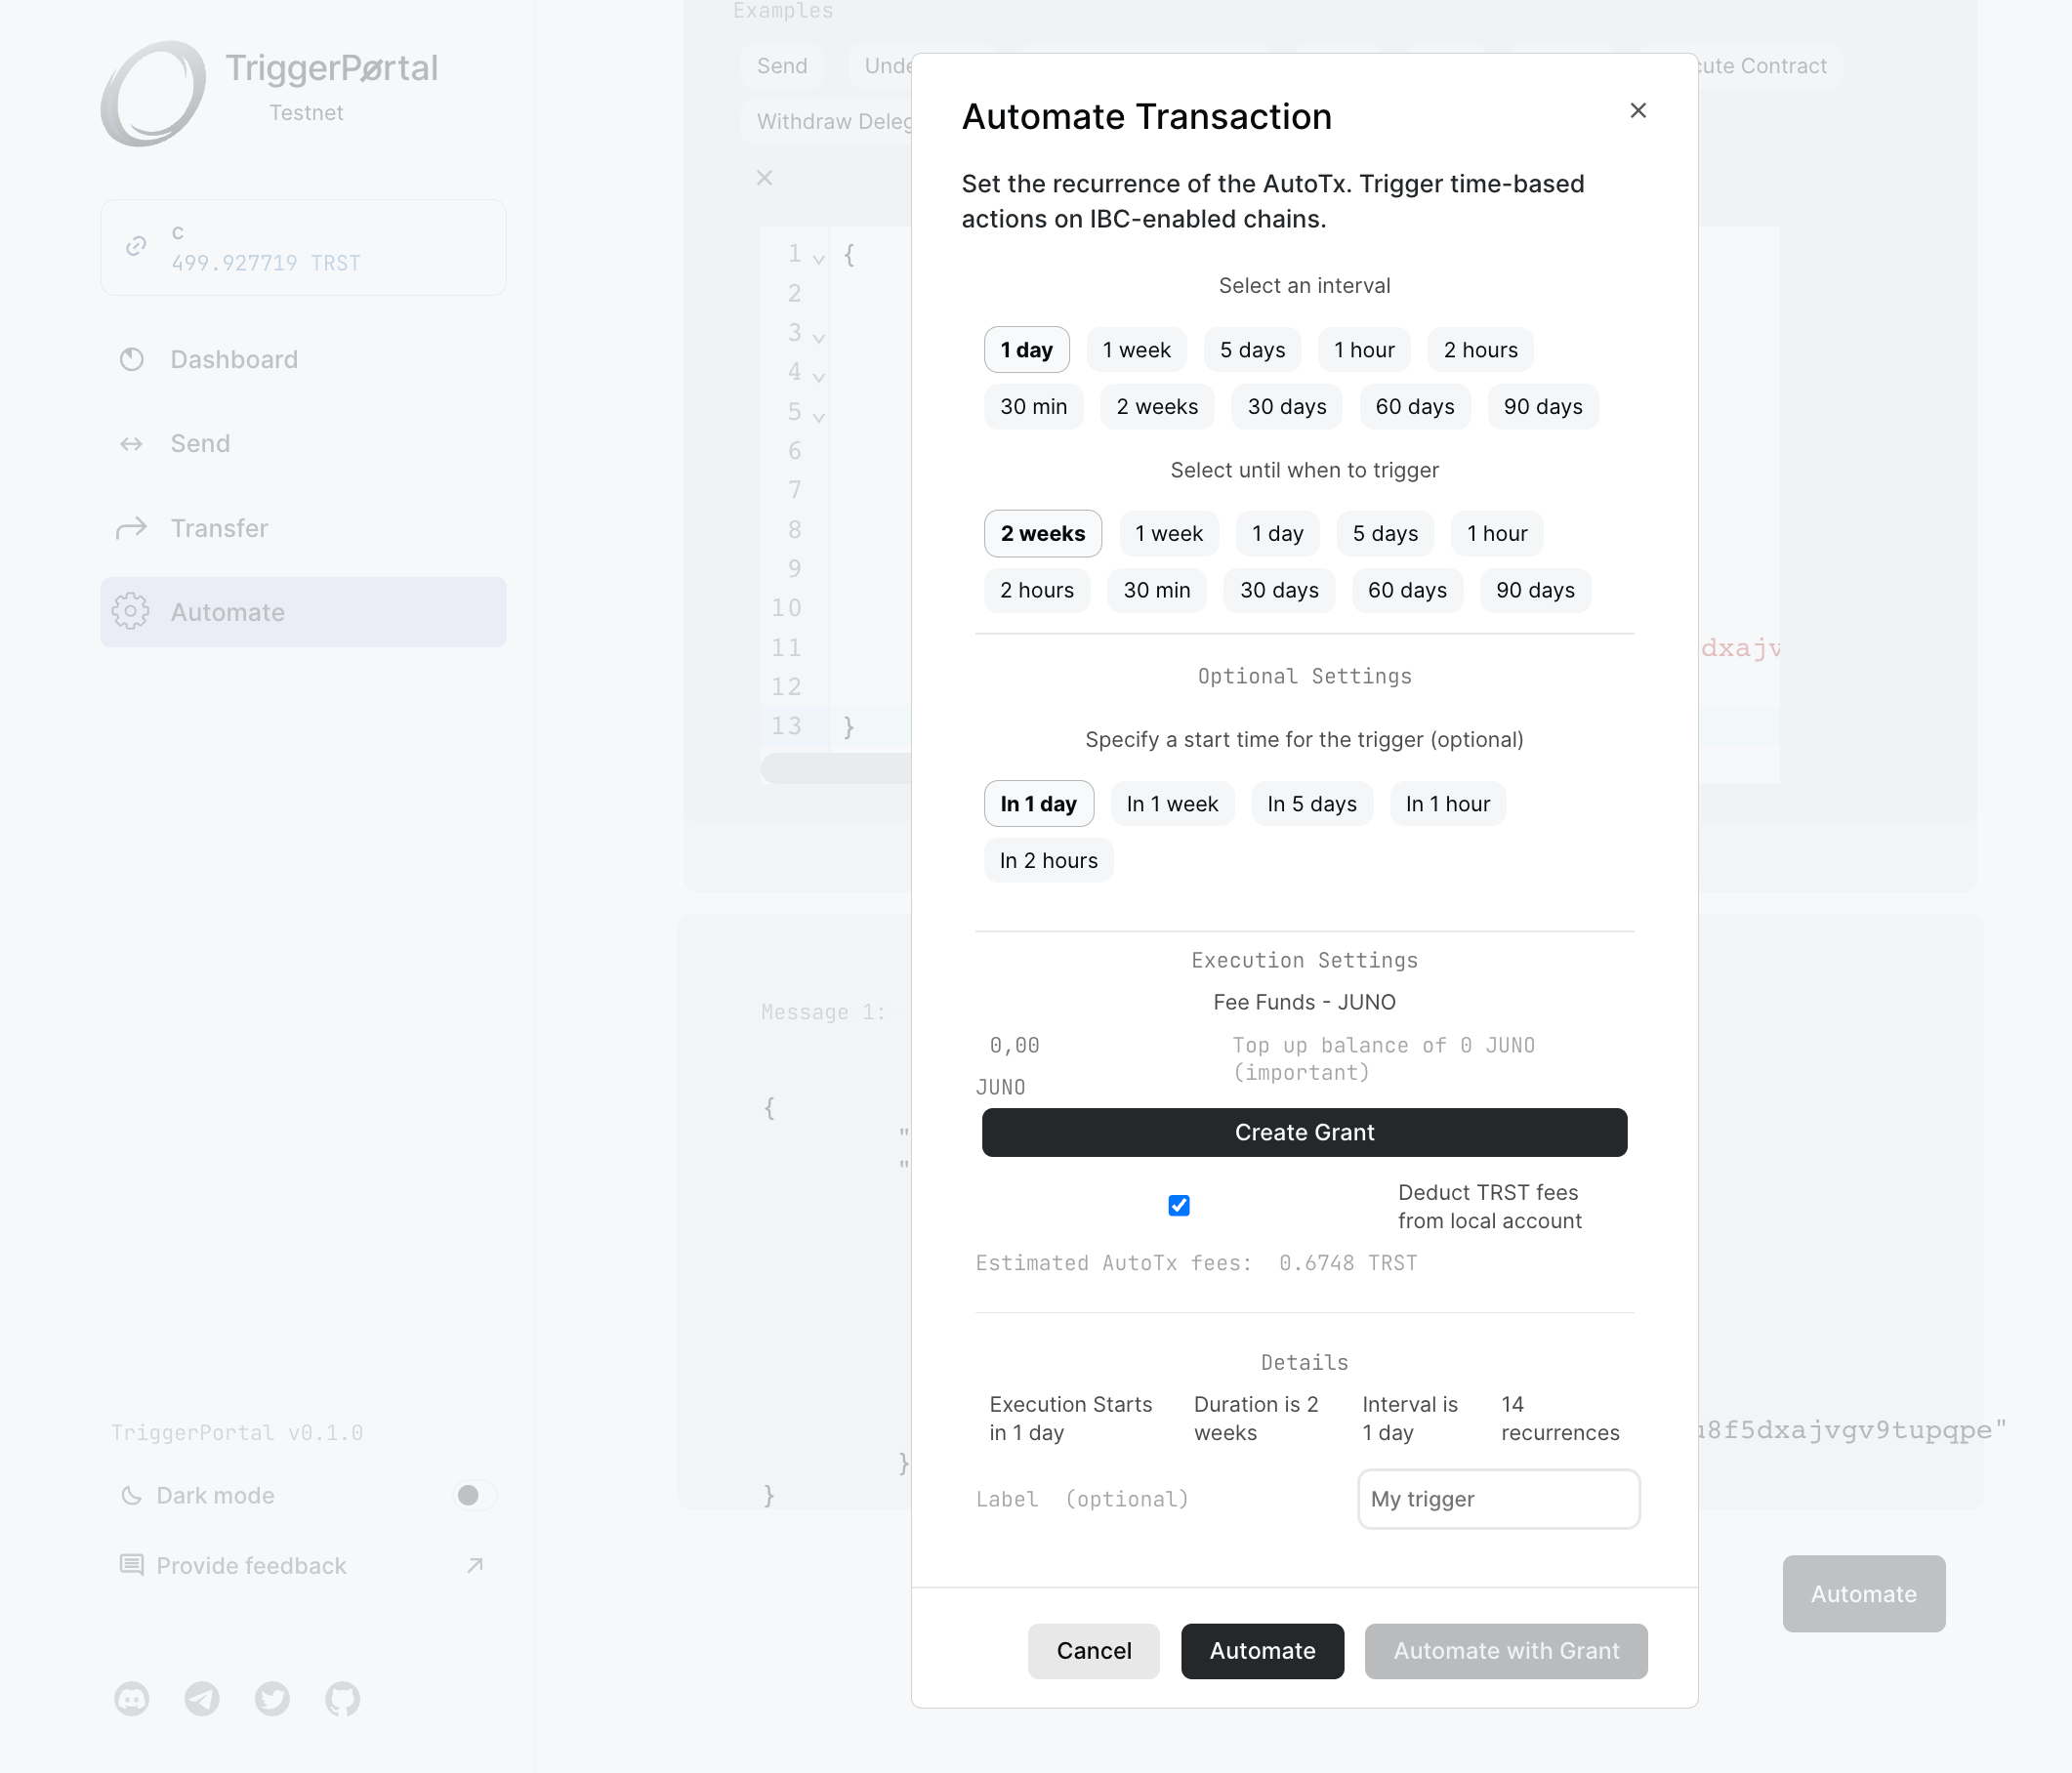 TriggerPørtal
Testnet
c
499.927719 TRST
Dashboard
Send
Transfer
Automate
TriggerPortal v0.1.0
Dark mode
Provide feedback
Examples
Send
Withdraw
1
{
2
3
4
5
6
7
8
9
10
11
12
13
}
Message 1:
{
"
"
}
}
Contract
u8f5dxajvgv9tupqpe"
Automate
Automate Transaction
Set the recurrence of the AutoTx. Trigger time-based
actions on IBC-enabled chains.
Select an interval
1 day 1 week 5 days 1 hour 2 hours
30 min 2 weeks 30 days 60 days 90 days
Select until when to trigger
2 weeks 1 week 1 day 5 days 1 hour
2 hours 30 min 30 days 60 days 90 days
Optional Settings
Specify a start time for the trigger (optional)
In 1 day In 1 week In 5 days In 1 hour
In 2 hours
Execution Settings
Fee Funds - JUNO
0,00
Top up balance of 0 JUNO
(important)
JUNO
Create Grant
Deduct TRST fees
from local account
Estimated AutoTx fees: 0.6748 TRST
Details
Execution Starts
in 1 day
Duration is 2
weeks
Interval is
1 day
14
recurrences
Label (optional)
My trigger
Cancel Automate Automate with Grant